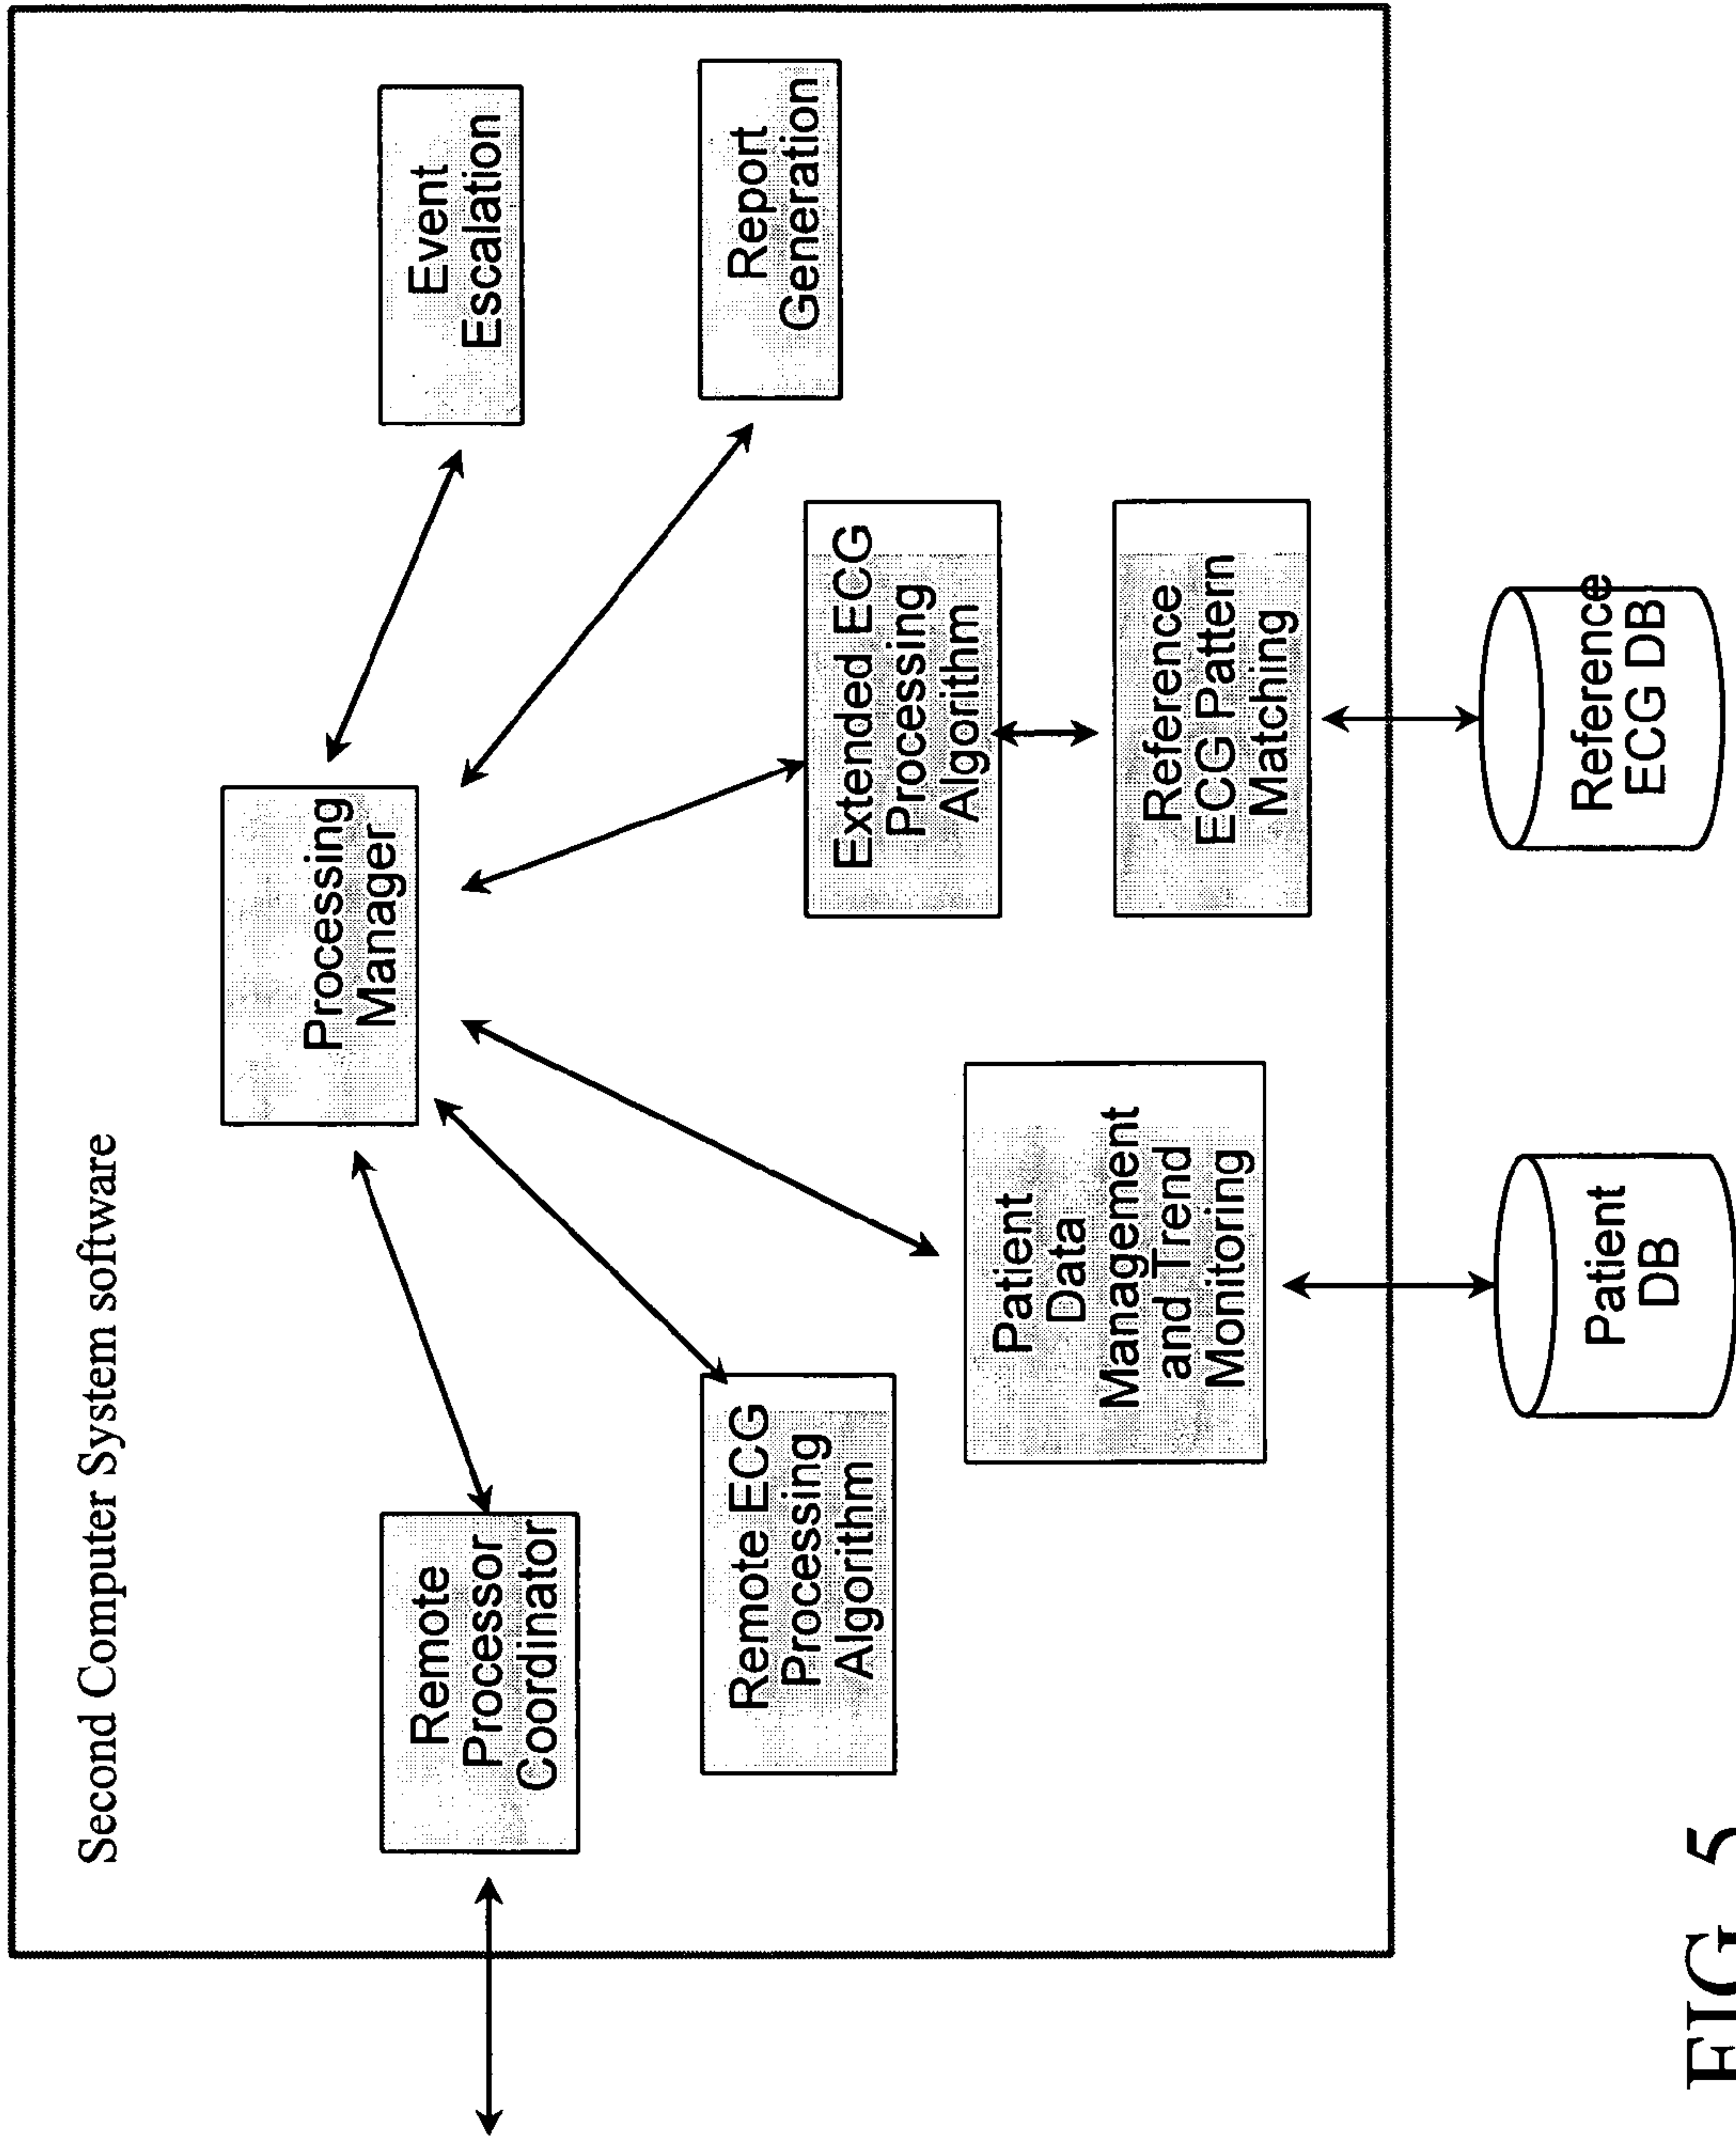 Second Computer System software
Processing
Manager
Remote
Processor
Coordinator
Event
Escalation
Remote ECG
Processing
Algorithm
Report
Generation
Patient
Data
Management
and Trend
Monitoring
Extended ECG
Processing
Algorithm
Reference
ECG Pattern
Matching
Patient
DB
Reference
ECG DB
FIG. 5